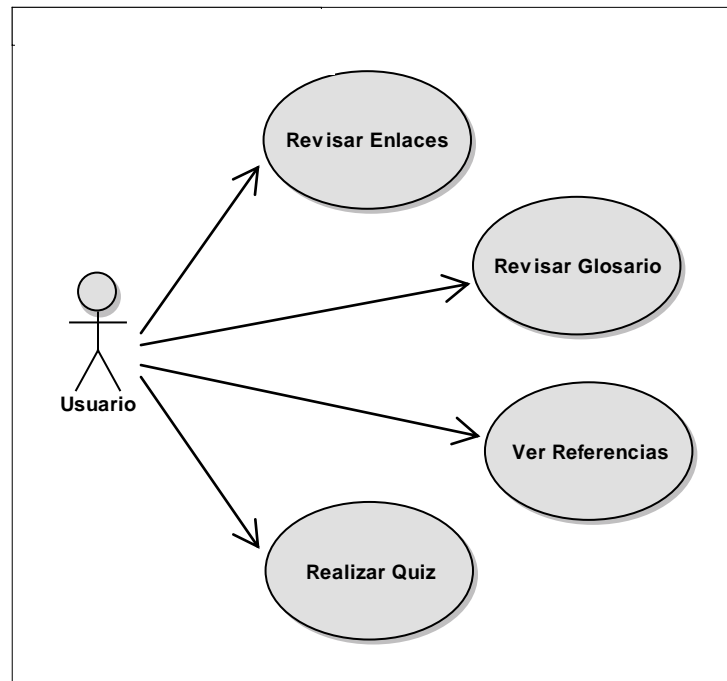 Revisar Enlaces
Revisar Glosario
Usuario
Ver Referencias
Realizar Quiz